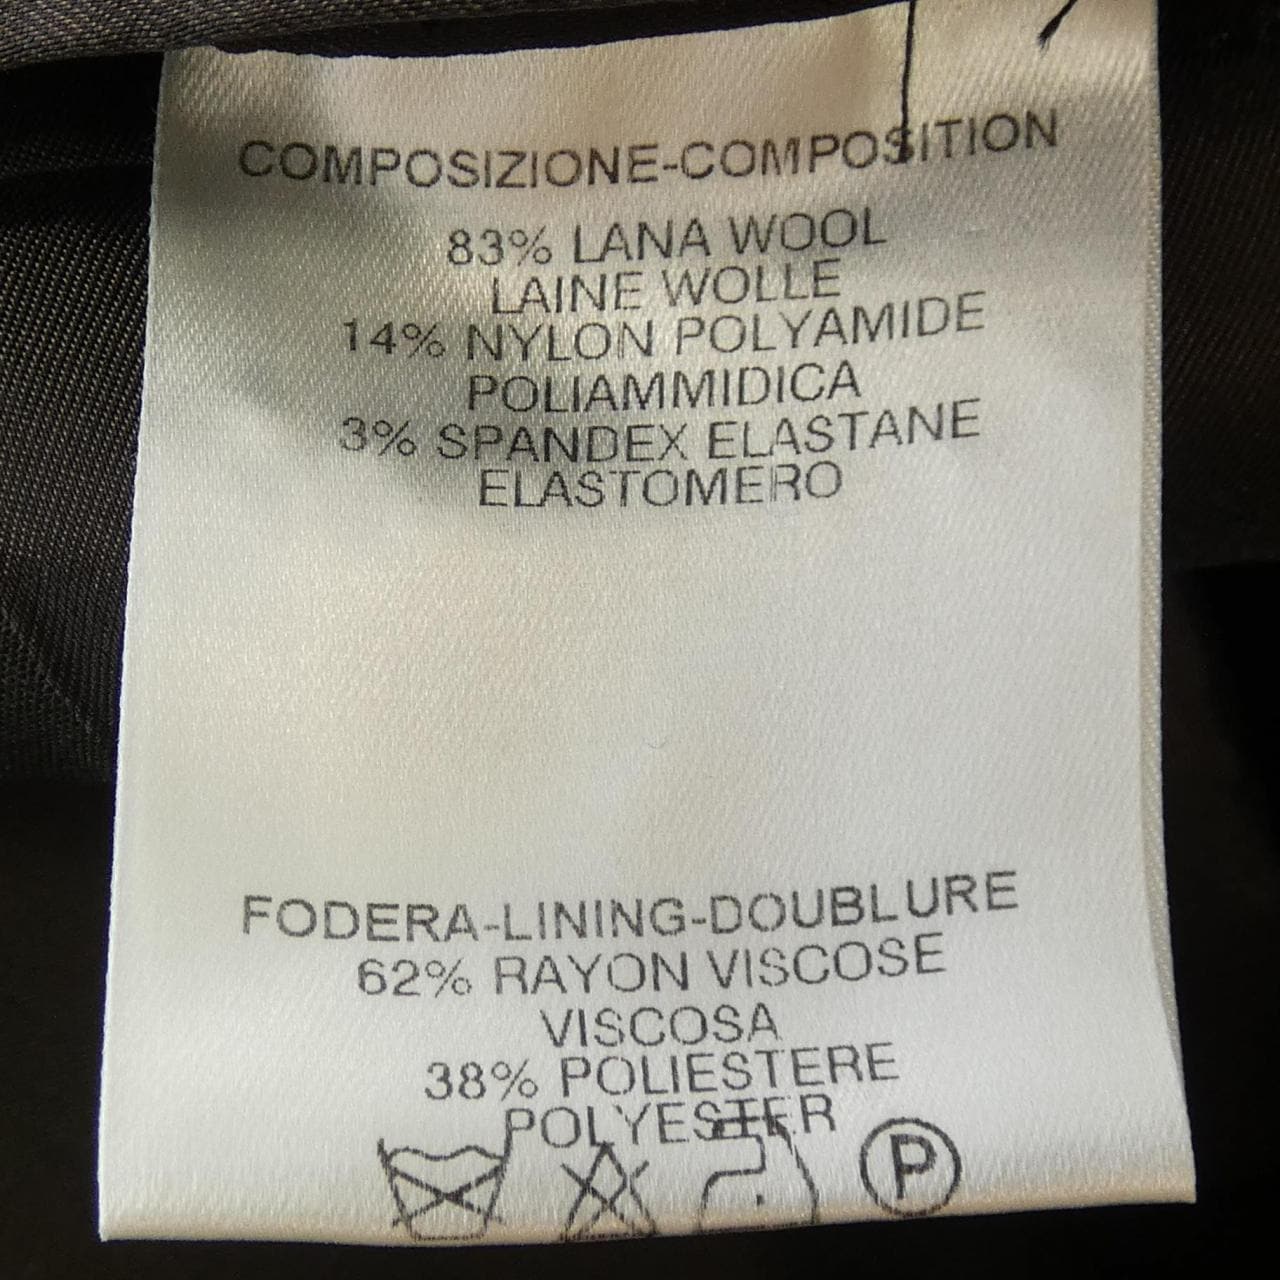 COMPOSIZIONE-COMPOSITION
83% LANA WOOL
LAINE WOLLE
14% NYLON POLYAMIDE
POLIAMMIDICA
3% SPANDEX ELASTANE
ELASTOMERO
FODERA-LINING-DOUBLURE
62% RAYON VISCOSE
VISCOSA
38% POLIESTERE
POLYESTER
P